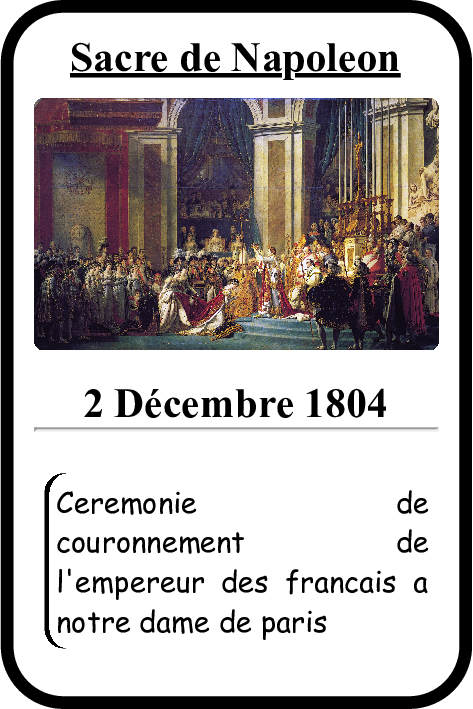 Sacre de Napoleon
2 Décembre 1804
Ceremonie de
couronnement de
l'empereur des francais a
notre dame de paris